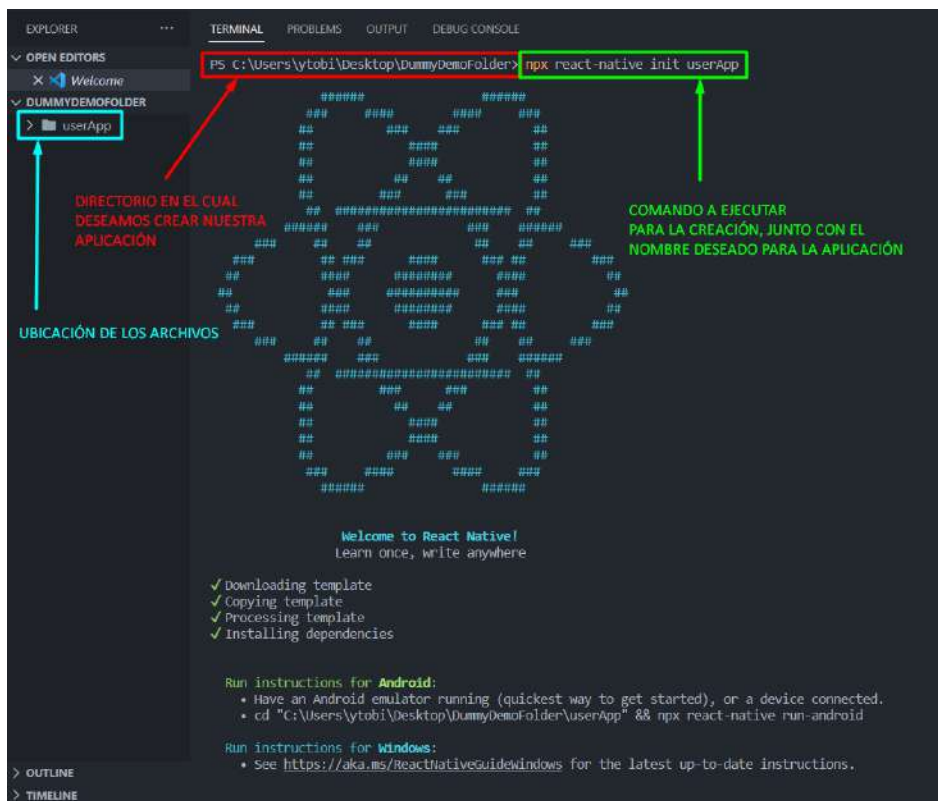 EXPLORER
TERMINAL PROBLEMS OUTPUT DEBUG CONSOLE
OPEN EDITORS
Welcome
DUMMYDEMOFOLDER
userApp
PS C:\Users\ytobi\Desktop\DummyDemoFolder> npx react-native init userApp
DIRECTORIO EN EL CUAL
DESEAMOS CREAR NUESTRA
APLICACIÓN
COMANDO A EJECUTAR
PARA LA CREACIÓN, JUNTO CON EL
NOMBRE DESEADO PARA LA APLICACIÓN
UBICACIÓN DE LOS ARCHIVOS
Welcome to React Native!
Learn once, write anywhere
✓ Downloading template
✓ Copying template
✓ Processing template
✓ Installing dependencies
Run instructions for Android:
• Have an Android emulator running (quickest way to get started), or a device connected.
• cd "C:\Users\ytobi\Desktop\DummyDemoFolder\userApp" && npx react-native run-android
Run instructions for Windows:
• See https://aka.ms/ReactNativeGuideWindows for the latest up-to-date instructions.
OUTLINE
TIMELINE